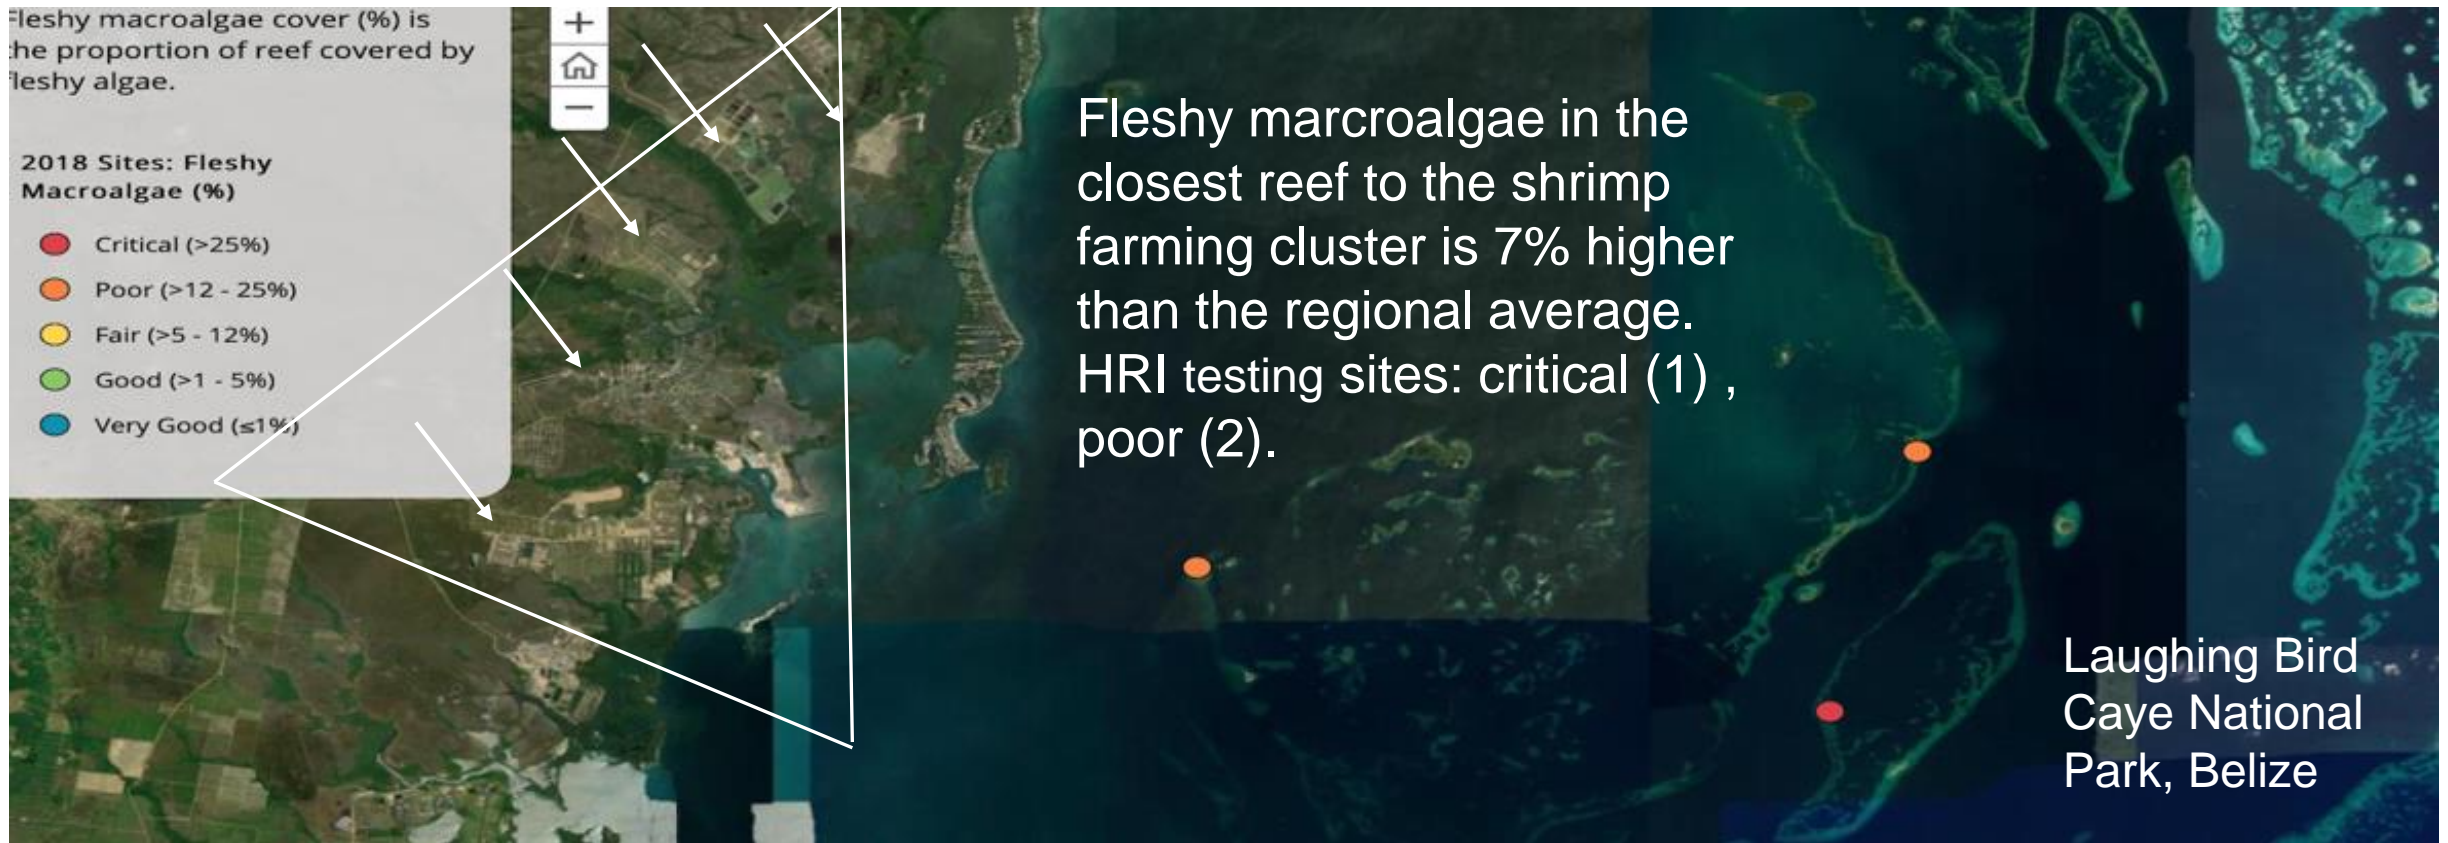 Fleshy macroalgae cover (%) is
the proportion of reef covered by
fleshy algae.
2018 Sites: Fleshy
Macroalgae (%)
Critical (>25%)
Poor (>12 - 25%)
Fair (>5 - 12%)
Good (>1 - 5%)
Very Good (≤1%)
+
−
Fleshy marcroalgae in the
closest reef to the shrimp
farming cluster is 7% higher
than the regional average.
HRI testing sites: critical (1) ,
poor (2).
Laughing Bird
Caye National
Park, Belize